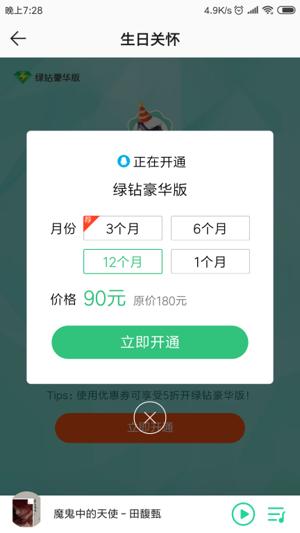 晚上7:28
4.9K/s
生日关怀
绿钻豪华版
正在开通
绿钻豪华版
月份
荐
3个月
6个月
12个月
1个月
价格 90元 原价180元
立即开通
Tips: 使用优惠券可享受5折开绿钻豪华版！
立即开通
魔鬼中的天使 - 田馥甄